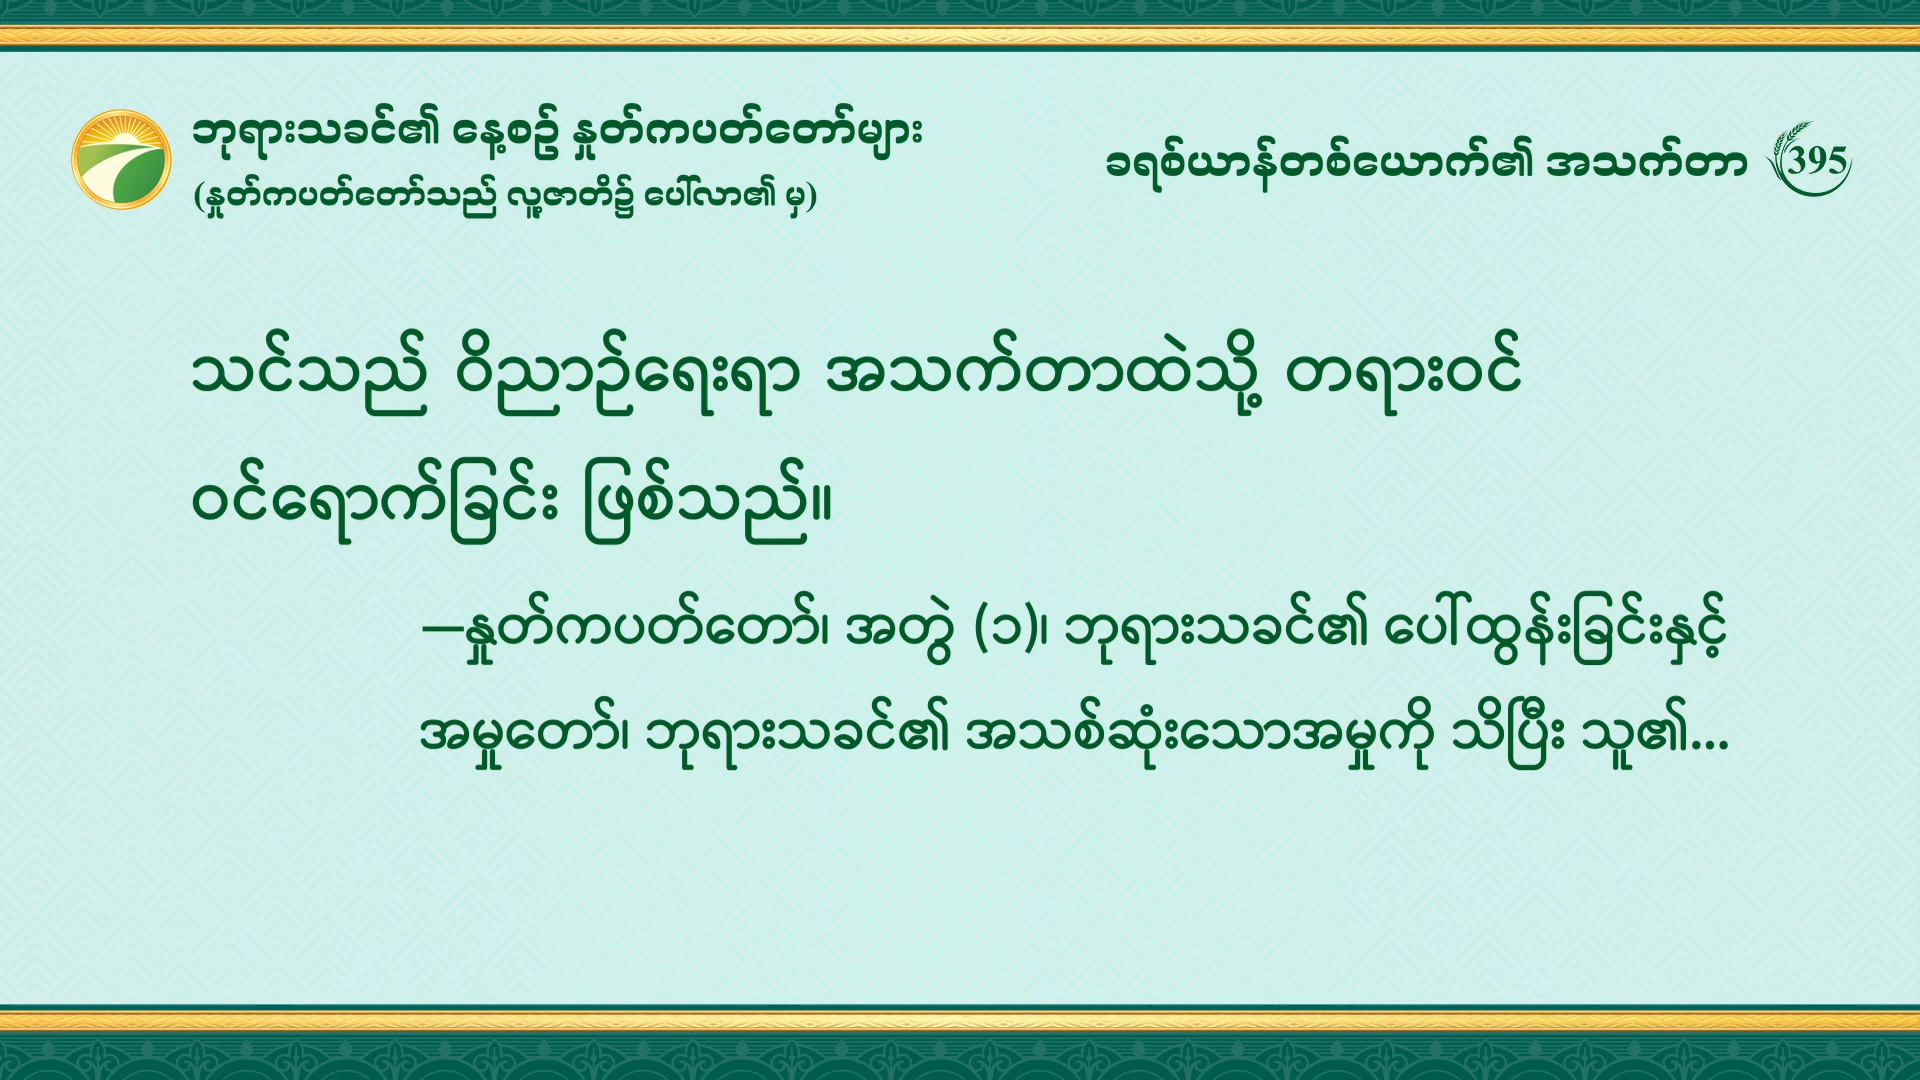 ဘုရားသခင်၏ နေ့စဉ် နှုတ်ကပတ်တော်များ
(နှုတ်ကပတ်တော်သည် လူ့ဇာတိ၌ ပေါ်လာ၏ မှ)
ခရစ်ယာန်တစ်ယောက်၏ အသက်တာ 395
သင်သည် ဝိညာဉ်ရေးရာ အသက်တာထဲသို့ တရားဝင်
ဝင်ရောက်ခြင်း ဖြစ်သည်။
—နှုတ်ကပတ်တော်၊ အတွဲ (၁)၊ ဘုရားသခင်၏ ပေါ်ထွန်းခြင်းနှင့်
အမှုတော်၊ ဘုရားသခင်၏ အသစ်ဆုံးသောအမှုကို သိပြီး သူ၏...